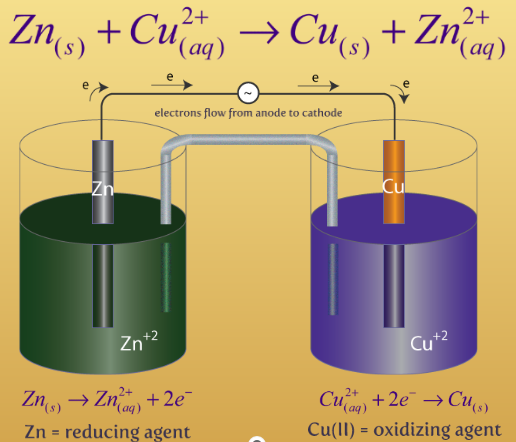 Zn(s) + Cu²⁺(aq) → Cu(s) + Zn²⁺(aq)
e e e e
~
electrons flow from anode to cathode
Zn Cu
Zn⁺² Cu⁺²
Zn(s) → Zn²⁺(aq) + 2e⁻ Cu²⁺(aq) + 2e⁻ → Cu(s)
Zn = reducing agent Cu(II) = oxidizing agent